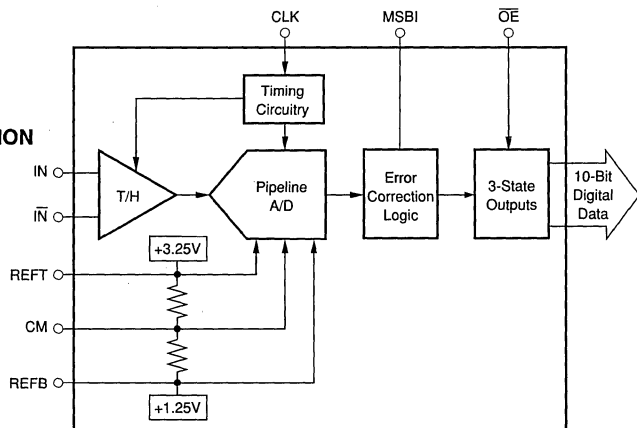 CLK
MSBI
OE
Timing
Circuitry
ION
IN
IN
T/H
Pipeline
A/D
Error
Correction
Logic
3-State
Outputs
10-Bit
Digital
Data
+3.25V
REFT
CM
REFB
+1.25V